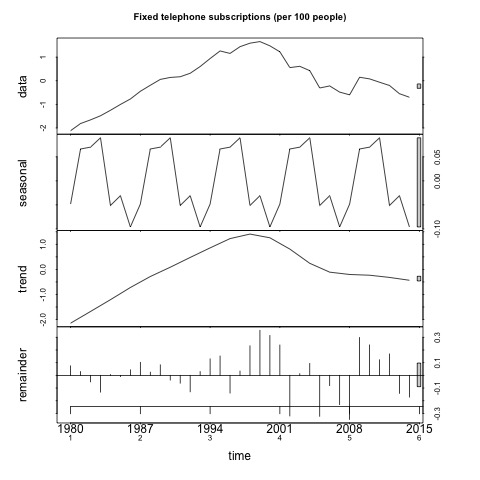 Fixed telephone subscriptions (per 100 people)
data
1
0
-1
-2
seasonal
0.05
0.00
-0.10
trend
1.0
0.0
-1.0
-2.0
remainder
0.3
0.1
-0.1
-0.3
1980 1987 1994 2001 2008 2015
1 2 3 4 5 6
time